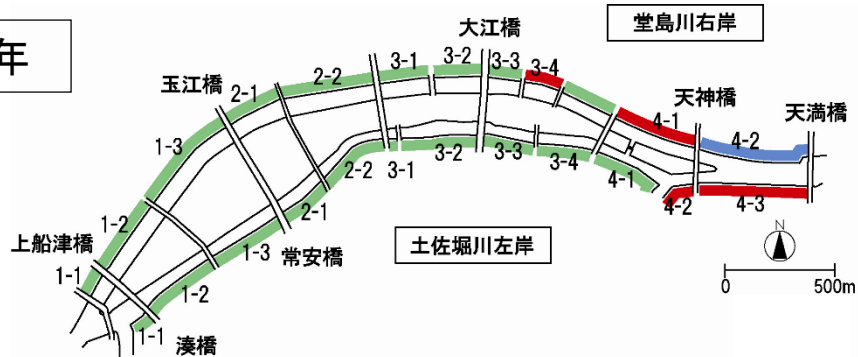 年
堂島川右岸
大江橋
3-1
3-2
3-3
3-4
2-2
玉江橋
2-1
4-1
天神橋
4-2
天満橋
1-3
2-2
3-1
3-2
3-3
3-4
4-1
4-2
4-3
1-2
2-1
上船津橋
1-3
常安橋
土佐堀川左岸
N
1-1
1-2
0
500m
1-1
湊橋